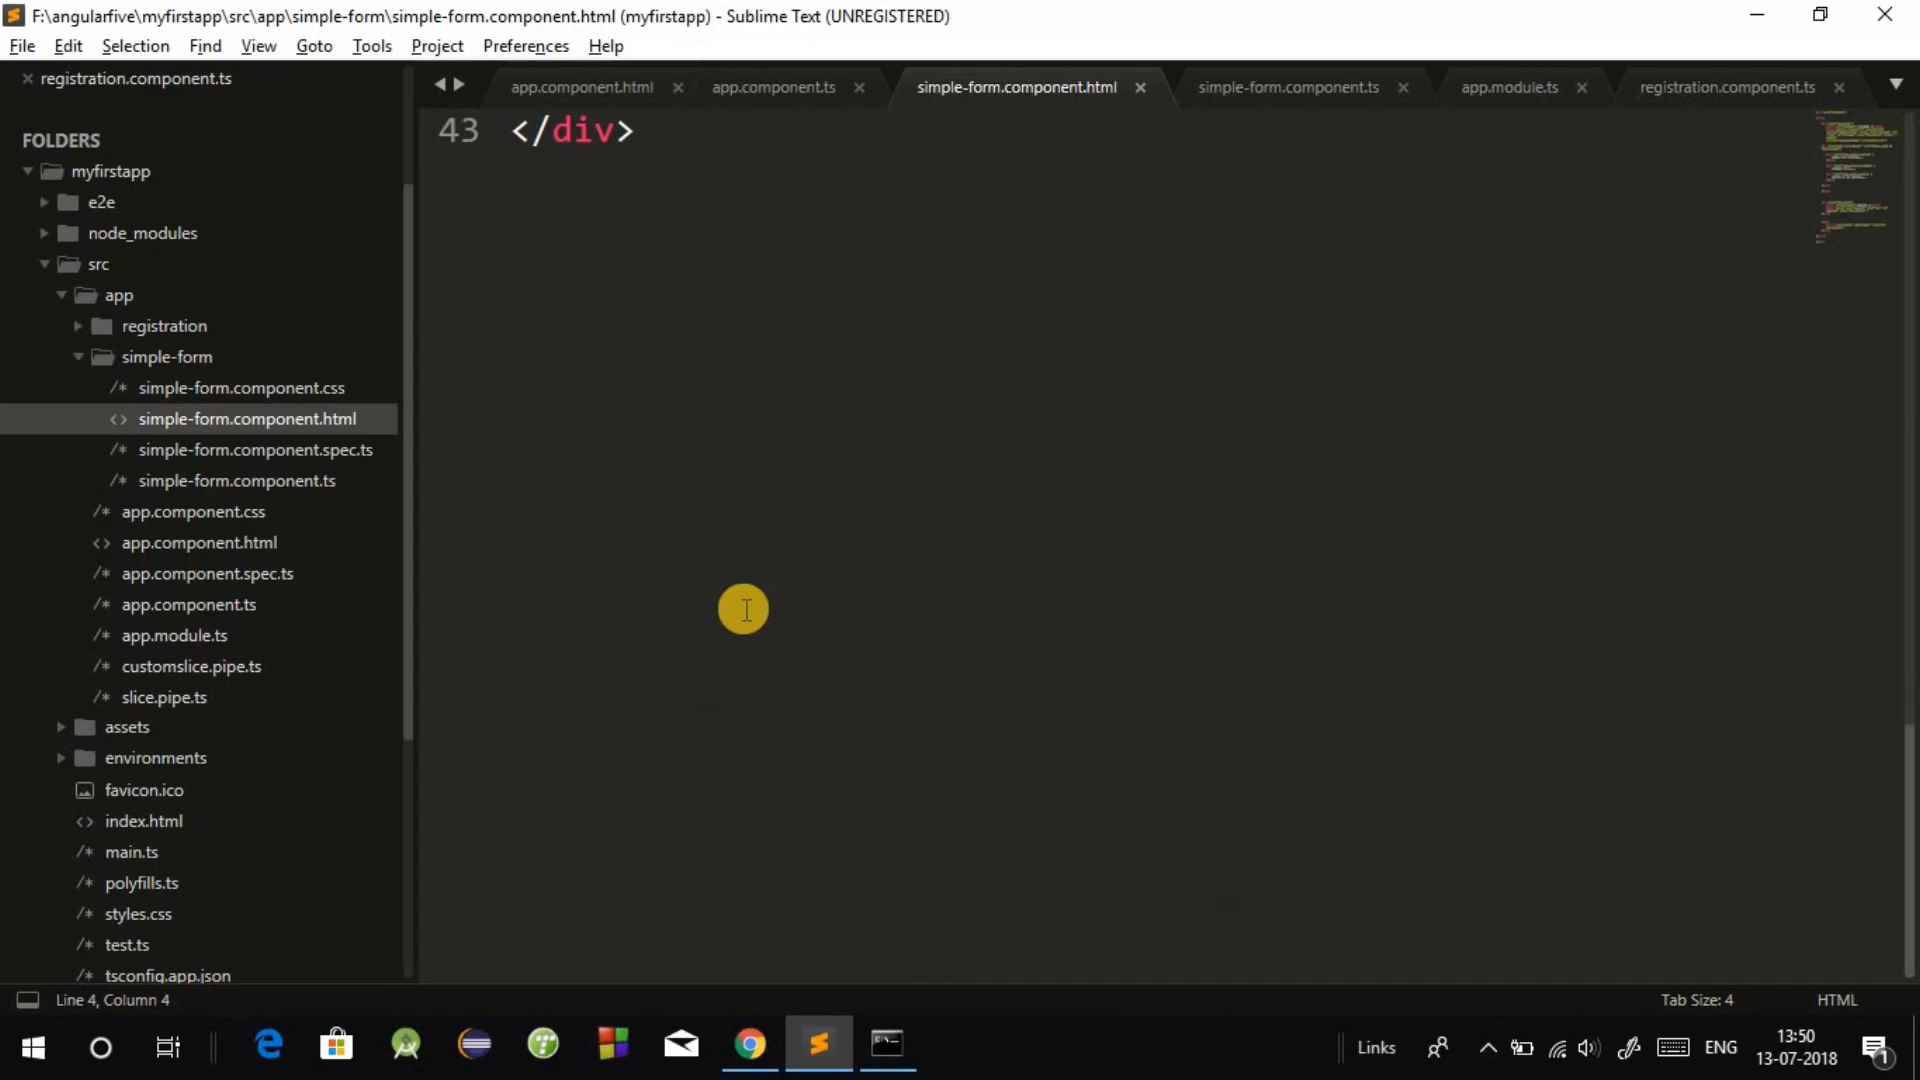 F:\angularfive\myfirstapp\src\app\simple-form\simple-form.component.html (myfirstapp) - Sublime Text (UNREGISTERED)
File Edit Selection Find View Goto Tools Project Preferences Help
registration.component.ts
app.component.html app.component.ts simple-form.component.html simple-form.component.ts app.module.ts registration.component.ts
43 </div>
FOLDERS
myfirstapp
e2e
node_modules
src
app
registration
simple-form
/* simple-form.component.css
<> simple-form.component.html
/* simple-form.component.spec.ts
/* simple-form.component.ts
/* app.component.css
<> app.component.html
/* app.component.spec.ts
/* app.component.ts
/* app.module.ts
/* customslice.pipe.ts
/* slice.pipe.ts
assets
environments
favicon.ico
<> index.html
/* main.ts
/* polyfills.ts
/* styles.css
/* test.ts
/* tsconfig.app.json
Line 4, Column 4 Tab Size: 4 HTML
Links ENG 13:50
13-07-2018
1